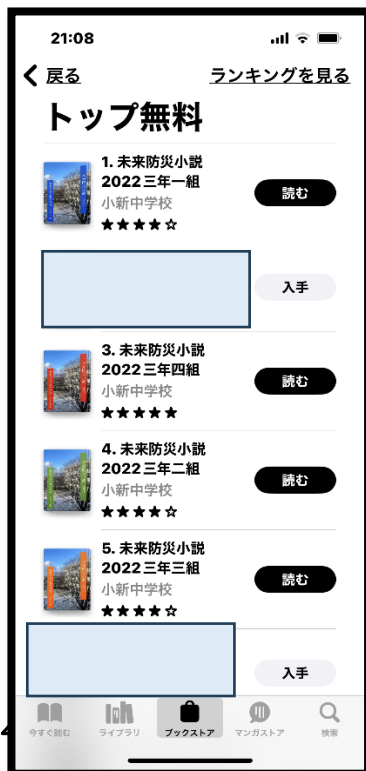 21:08
戻る
ランキングを見る
トップ無料
1. 未来防災小説
2022三年一組
小新中学校
★★★★☆
読む
入手
3. 未来防災小説
2022三年四組
小新中学校
★★★★★
読む
4. 未来防災小説
2022三年二組
小新中学校
★★★★☆
読む
5. 未来防災小説
2022三年三組
小新中学校
★★★★☆
読む
入手
今すぐ読む
ライブラリ
ブックストア
マンガストア
検索